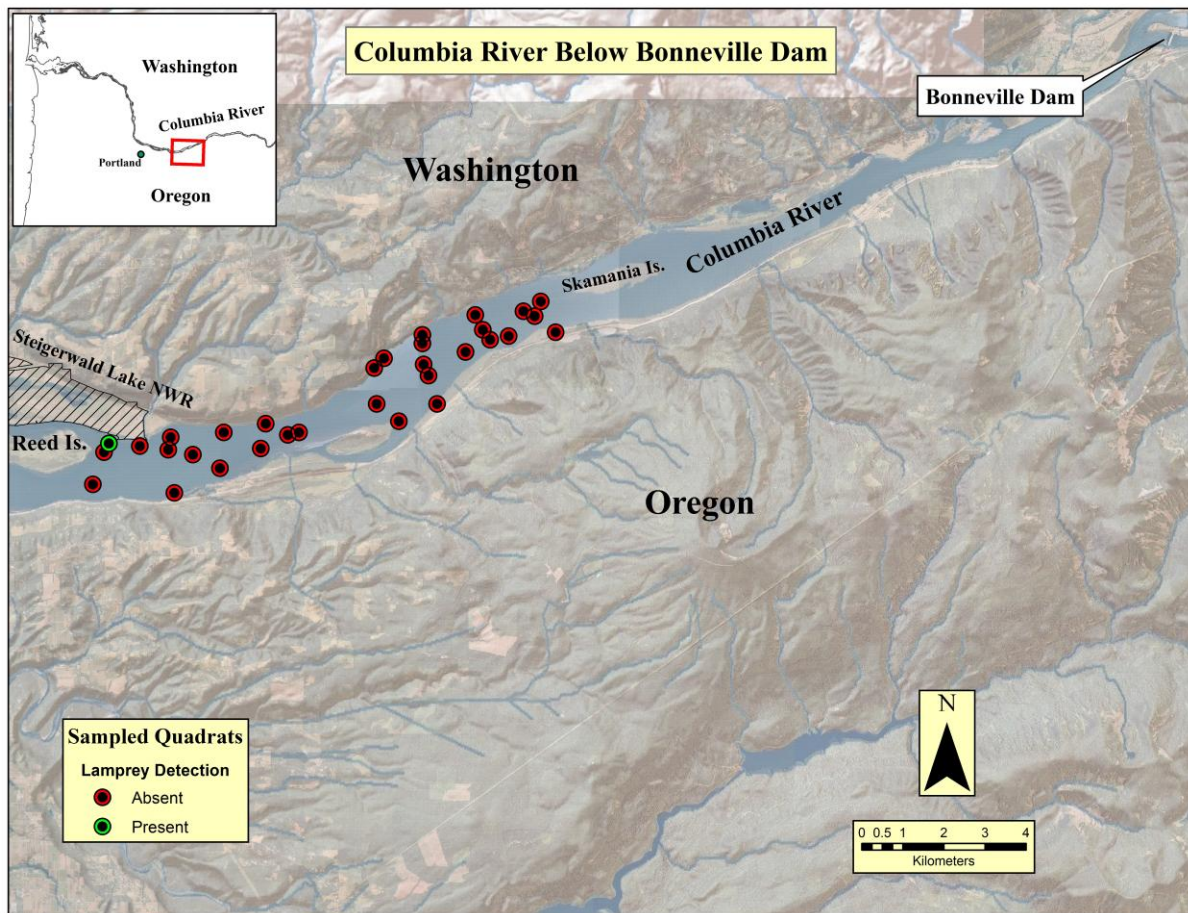 Columbia River Below Bonneville Dam
Washington
Columbia River
Portland
Oregon
Bonneville Dam
Washington
Columbia River
Skamania Is.
Steigerwald Lake NWR
Reed Is.
Oregon
Sampled Quadrats
Lamprey Detection
Absent
Present
N
0 0.5 1 2 3 4
Kilometers